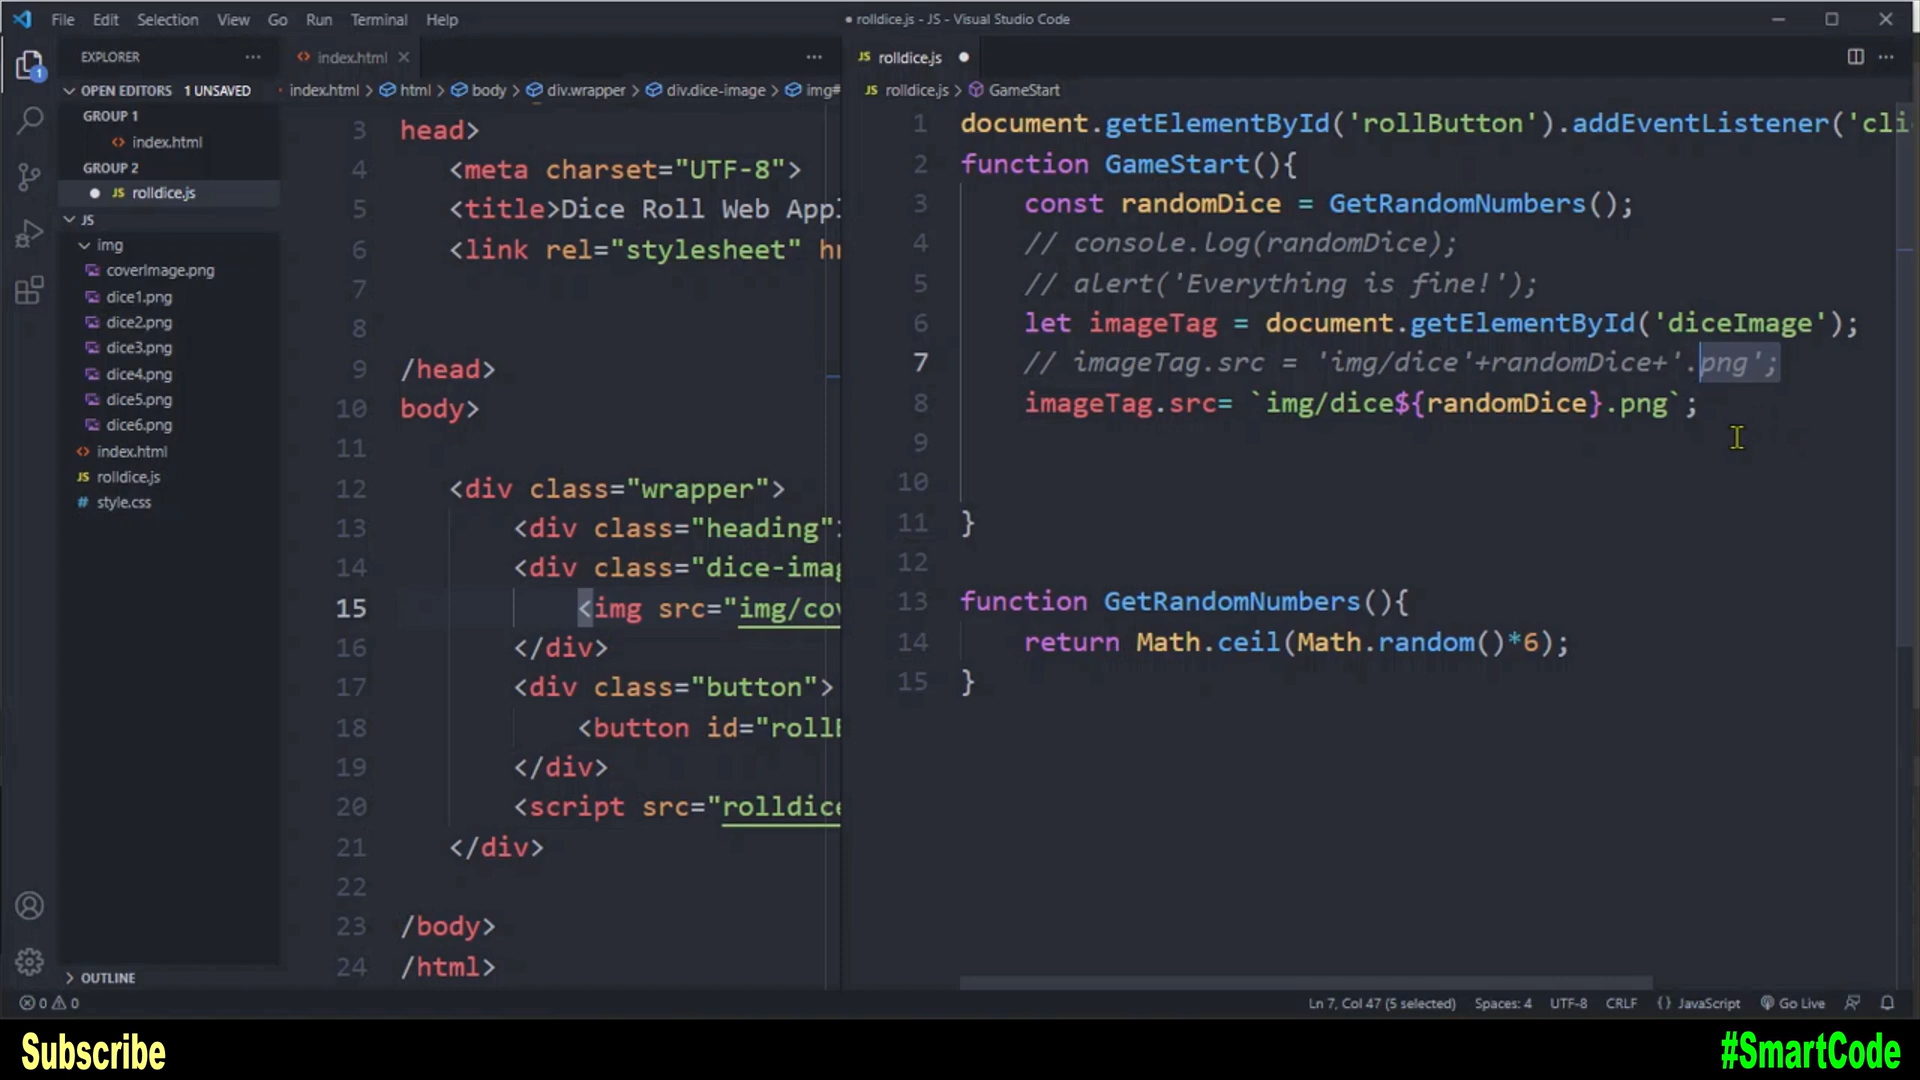 File Edit Selection View Go Run Terminal Help
● rolldice.js - JS - Visual Studio Code
EXPLORER
OPEN EDITORS 1 UNSAVED
GROUP 1
index.html
GROUP 2
JS rolldice.js
JS
img
coverImage.png
dice1.png
dice2.png
dice3.png
dice4.png
dice5.png
dice6.png
index.html
JS rolldice.js
# style.css
OUTLINE
index.html
index.html > html > body > div.wrapper > div.dice-image > img#
3 head>
4 <meta charset="UTF-8">
5 <title>Dice Roll Web Appl
6 <link rel="stylesheet" hr
7
8
9 /head>
10 body>
11
12 <div class="wrapper">
13 <div class="heading">
14 <div class="dice-imag
15 <img src="img/cov
16 </div>
17 <div class="button">
18 <button id="rollB
19 </div>
20 <script src="rolldice
21 </div>
22
23 /body>
24 /html>
JS rolldice.js
JS rolldice.js > GameStart
1 document.getElementById('rollButton').addEventListener('cli
2 function GameStart(){
3 const randomDice = GetRandomNumbers();
4 // console.log(randomDice);
5 // alert('Everything is fine!');
6 let imageTag = document.getElementById('diceImage');
7 // imageTag.src = 'img/dice'+randomDice+'.png';
8 imageTag.src= `img/dice${randomDice}.png`;
9
10
11 }
12
13 function GetRandomNumbers(){
14 return Math.ceil(Math.random()*6);
15 }
0 0
Ln 7, Col 47 (5 selected) Spaces: 4 UTF-8 CRLF {} JavaScript Go Live
Subscribe
#SmartCode